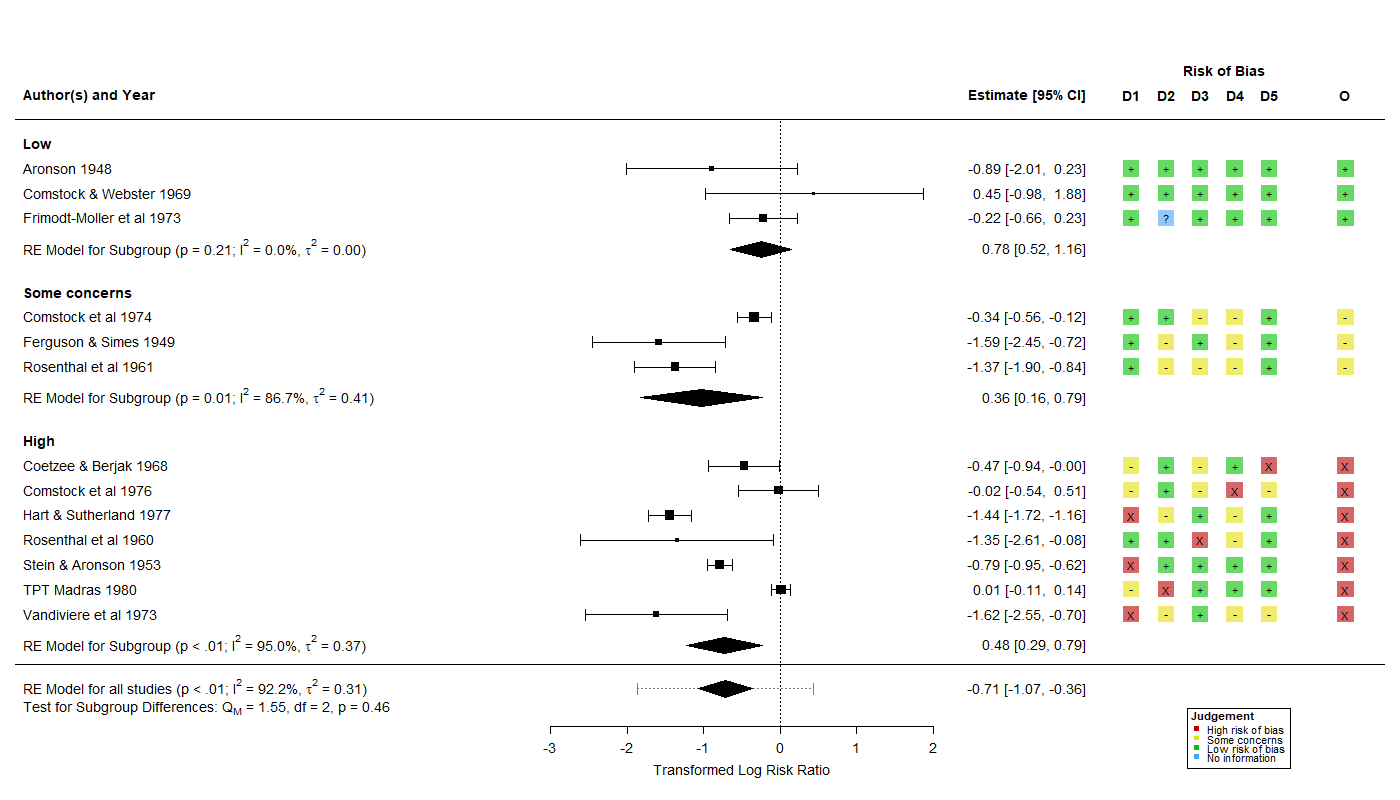 Risk of Bias
Author(s) and Year Estimate [95% CI] D1 D2 D3 D4 D5 O
Low
Aronson 1948 -0.89 [-2.01, 0.23] + + + + + +
Comstock & Webster 1969 0.45 [-0.98, 1.88] + + + + + +
Frimodt-Moller et al 1973 -0.22 [-0.66, 0.23] + ? + + + +
RE Model for Subgroup (p = 0.21; I² = 0.0%, τ² = 0.00) 0.78 [0.52, 1.16]
Some concerns
Comstock et al 1974 -0.34 [-0.56, -0.12] + + - - + -
Ferguson & Simes 1949 -1.59 [-2.45, -0.72] + - + - + -
Rosenthal et al 1961 -1.37 [-1.90, -0.84] + - - - + -
RE Model for Subgroup (p = 0.01; I² = 86.7%, τ² = 0.41) 0.36 [0.16, 0.79]
High
Coetzee & Berjak 1968 -0.47 [-0.94, -0.00] - + - + X X
Comstock et al 1976 -0.02 [-0.54, 0.51] - + - X - X
Hart & Sutherland 1977 -1.44 [-1.72, -1.16] X - + - + X
Rosenthal et al 1960 -1.35 [-2.61, -0.08] + + X - + X
Stein & Aronson 1953 -0.79 [-0.95, -0.62] X + + + + X
TPT Madras 1980 0.01 [-0.11, 0.14] - X + + + X
Vandiviere et al 1973 -1.62 [-2.55, -0.70] X - + - - X
RE Model for Subgroup (p < .01; I² = 95.0%, τ² = 0.37) 0.48 [0.29, 0.79]
RE Model for all studies (p < .01; I² = 92.2%, τ² = 0.31) -0.71 [-1.07, -0.36]
Test for Subgroup Differences: Q_M = 1.55, df = 2, p = 0.46
-3 -2 -1 0 1 2
Transformed Log Risk Ratio
Judgement
High risk of bias
Some concerns
Low risk of bias
No information